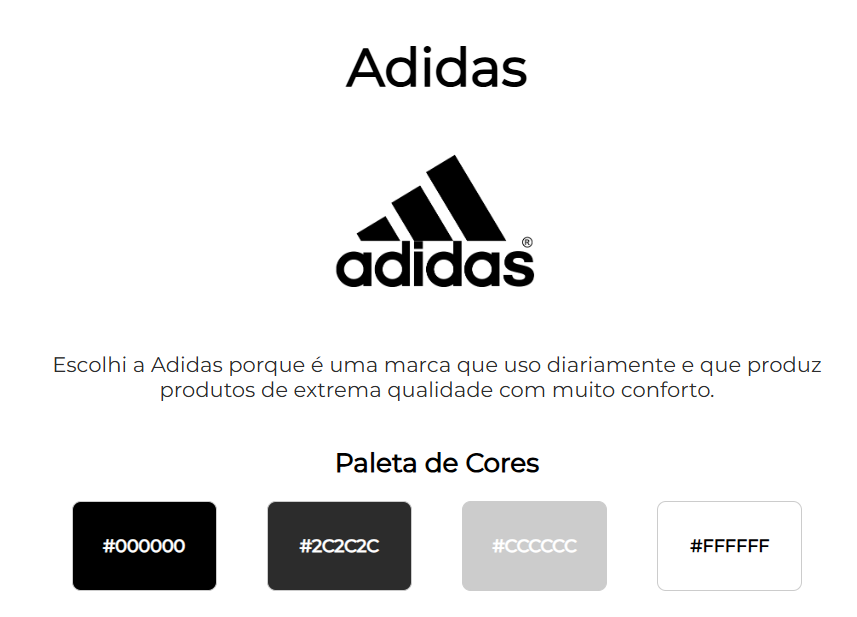 Adidas
adidas®
Escolhi a Adidas porque é uma marca que uso diariamente e que produz
produtos de extrema qualidade com muito conforto.
Paleta de Cores
#000000 #2C2C2C #CCCCCC #FFFFFF